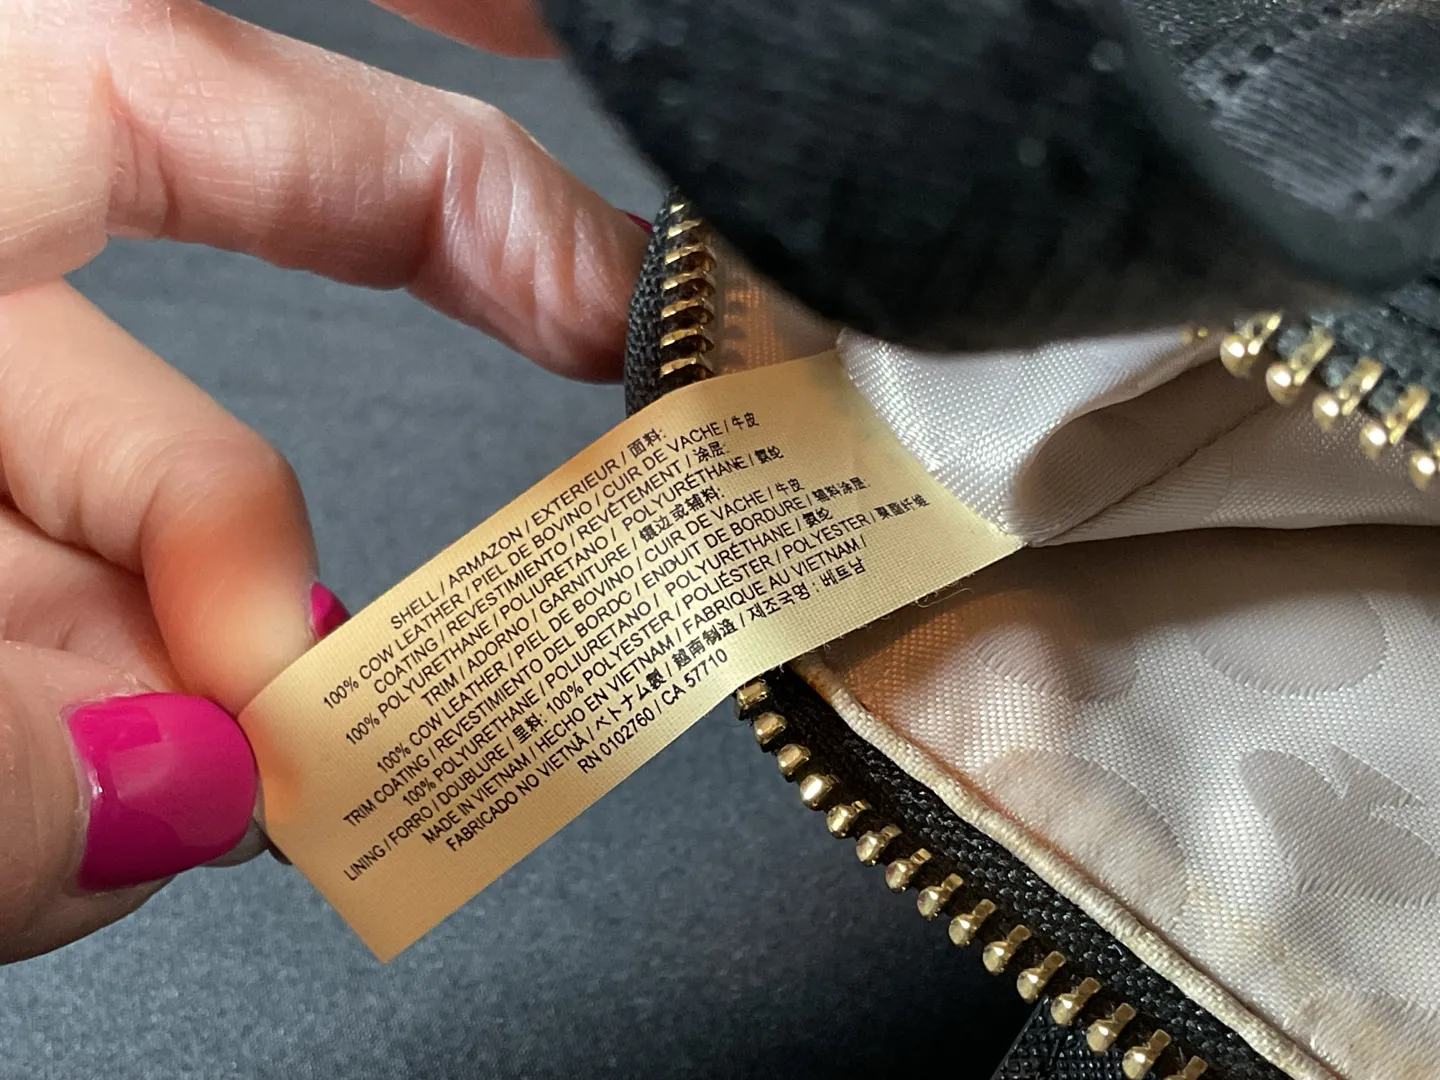 SHELL / ARMAZON / EXTERIEUR / 面料:
100% COW LEATHER / PIEL DE BOVINO / CUIR DE VACHE / 牛皮
COATING / REVESTIMIENTO / REVÊTEMENT / 涂层:
100% POLYURETHANE / POLIURETANO / POLYURÉTHANE / 氨纶
TRIM / ADORNO / GARNITURE / 镶边或辅料:
100% COW LEATHER / PIEL DE BOVINO / CUIR DE VACHE / 牛皮
TRIM COATING / REVESTIMIENTO DEL BORDC / ENDUIT DE BORDURE / 辅料涂层:
100% POLYURETHANE / POLIURETANO / POLYURÉTHANE / 氨纶
LINING / FORRO / DOUBLURE / 里料: 100% POLYESTER / POLIÉSTER / POLYESTER / 聚酯纤维
MADE IN VIETNAM / HECHO EN VIETNAM / FABRIQUE AU VIETNAM /
FABRICADO NO VIETNÃ / ベトナム製 / 越南制造 / 제조국명 : 베트남
RN 0102760 / CA 57710